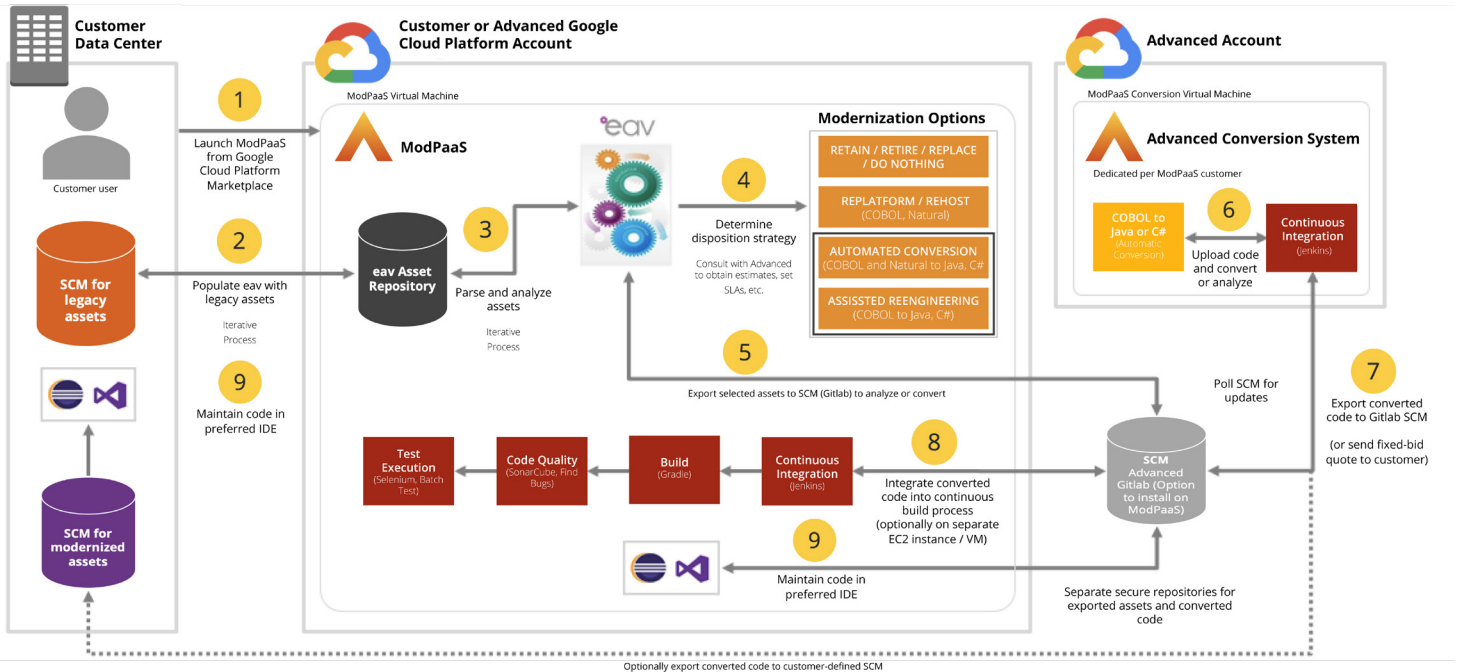 Customer
Data Center
Customer user
SCM for
legacy
assets
SCM for
modernized
assets
1
Launch ModPaaS
from Google
Cloud Platform
Marketplace
2
Populate eav with
legacy assets
Iterative
Process
9
Maintain code in
preferred IDE
Customer or Advanced Google
Cloud Platform Account
ModPaaS Virtual Machine
ModPaaS
eav Asset
Repository
3
Parse and analyze
assets
Iterative
Process
eav
4
Determine
disposition strategy
Consult with Advanced
to obtain estimates, set
SLAs, etc.
Modernization Options
RETAIN / RETIRE / REPLACE
/ DO NOTHING
REPLATFORM / REHOST
(COBOL, Natural)
AUTOMATED CONVERSION
(COBOL and Natural to Java, C#
ASSISSTED REENGINEERING
(COBOL to Java, C#)
5
Export selected assets to SCM (Gitlab) to analyze or convert
Test
Execution
(Selenium, Batch
Test)
Code Quality
(SonarCube, Find
Bugs)
Build
(Gradle)
Continuous
Integration
(Jenkins)
8
Integrate converted
code into continuous
build process
(optionally on separate
EC2 instance / VM)
9
Maintain code in
preferred IDE
Advanced Account
ModPaaS Conversion Virtual Machine
Advanced Conversion System
Dedicated per ModPaaS customer
COBOL to
Java or C#
(Automatic
Conversion)
6
Upload code
and convert
or analyze
Continuous
Integration
(Jenkins)
Poll SCM for
updates
7
Export converted
code to Gitlab SCM
(or send fixed-bid
quote to customer)
SCM
Advanced
Gitlab (Option
to install on
ModPaaS)
Separate secure repositories for
exported assets and converted
code
Optionally export converted code to customer-defined SCM